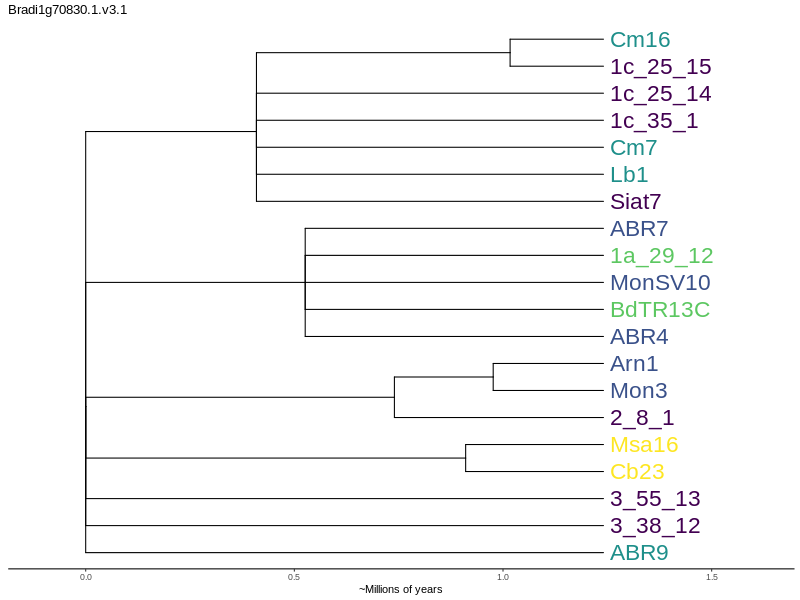 Bradi1g70830.1.v3.1
Cm16
1c_25_15
1c_25_14
1c_35_1
Cm7
Lb1
Siat7
ABR7
1a_29_12
MonSV10
BdTR13C
ABR4
Arn1
Mon3
2_8_1
Msa16
Cb23
3_55_13
3_38_12
ABR9
0.0 0.5 1.0 1.5
~Millions of years